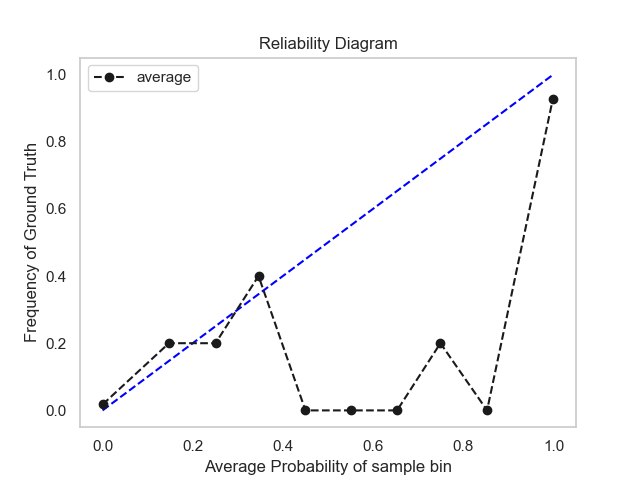 Reliability Diagram
average
Frequency of Ground Truth
1.0
0.8
0.6
0.4
0.2
0.0
0.0 0.2 0.4 0.6 0.8 1.0
Average Probability of sample bin